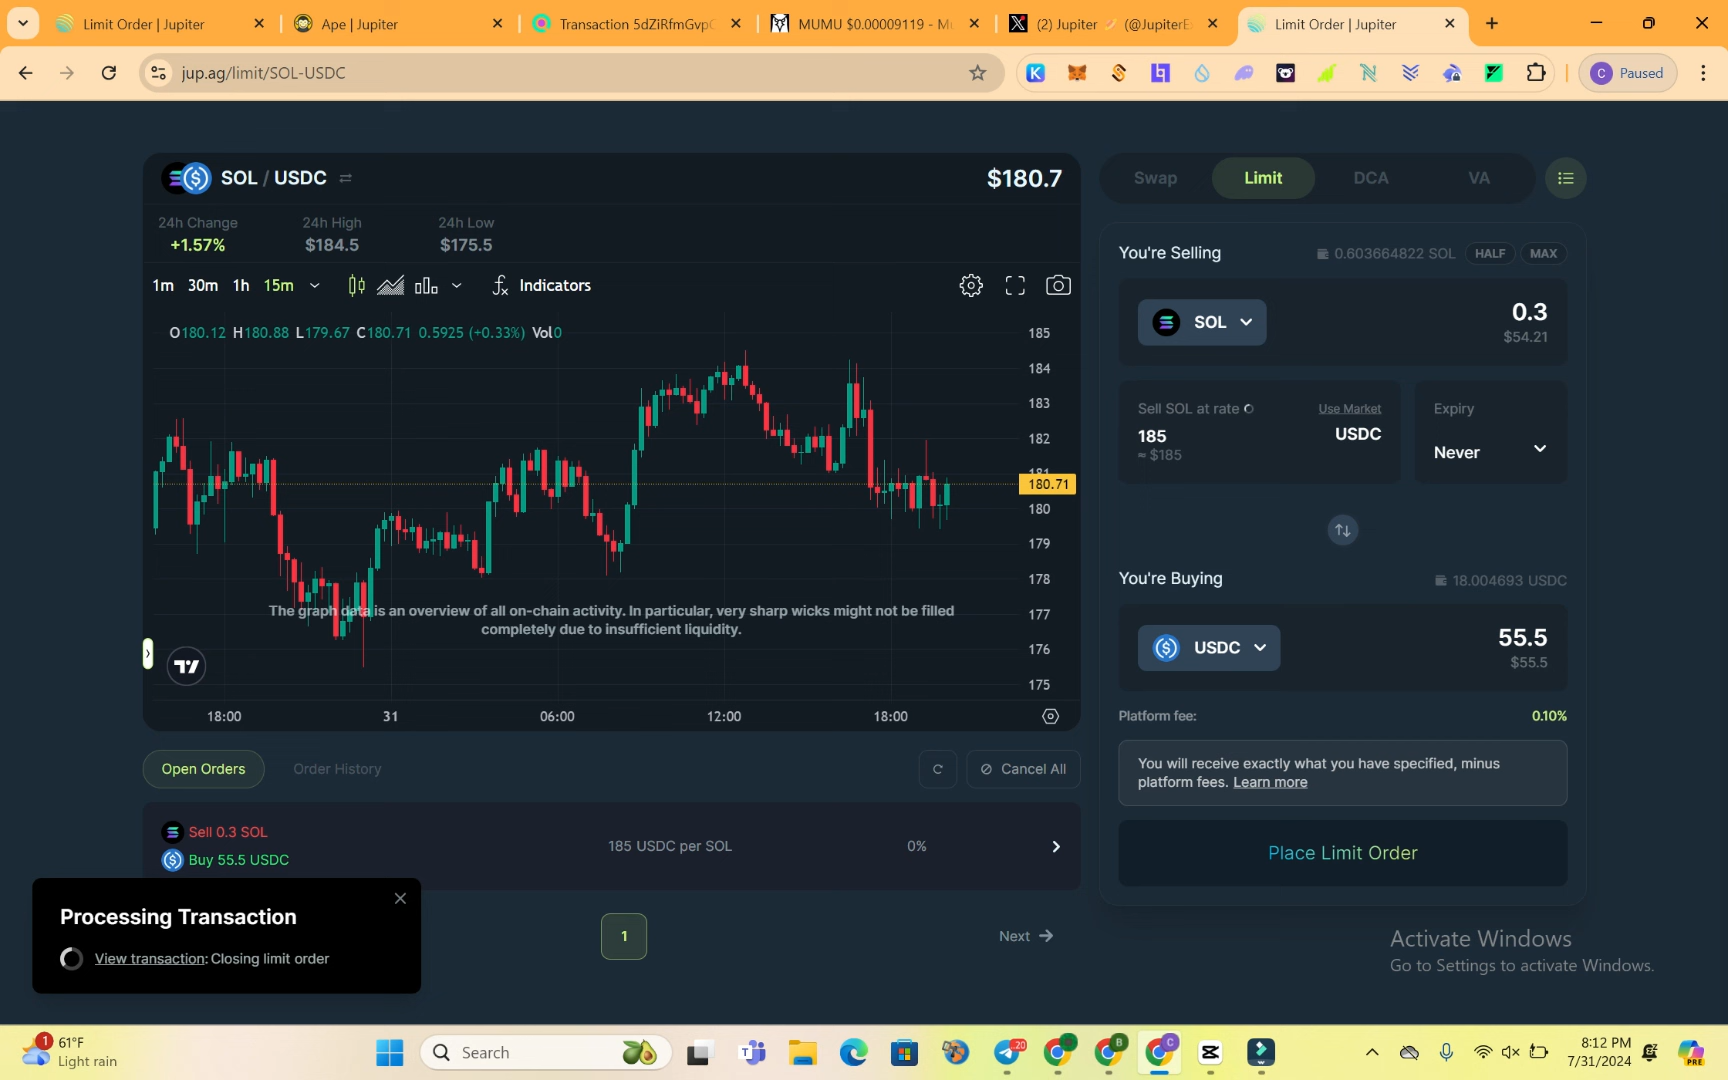 Limit Order | Jupiter
Ape | Jupiter
Transaction 5dZiRfmGvp
MUMU $0.00009119 - M
(2) Jupiter (@JupiterE
Limit Order | Jupiter
jup.ag/limit/SOL-USDC
C Paused
SOL / USDC
$180.7
24h Change
24h High
24h Low
+1.57%
$184.5
$175.5
1m 30m 1h 15m
Indicators
O180.12 H180.88 L179.67 C180.71 0.5925 (+0.33%) Vol0
185
184
183
182
181
180.71
180
179
178
177
176
175
The graph data is an overview of all on-chain activity. In particular, very sharp wicks might not be filled
completely due to insufficient liquidity.
18:00 31 06:00 12:00 18:00
Open Orders
Order History
Cancel All
Sell 0.3 SOL
Buy 55.5 USDC
185 USDC per SOL
0%
1
Next
Processing Transaction
View transaction: Closing limit order
Swap Limit DCA VA
You're Selling
0.603664822 SOL
HALF
MAX
SOL
0.3
$54.21
Sell SOL at rate
Use Market
185
USDC
≈ $185
Expiry
Never
You're Buying
18.004693 USDC
USDC
55.5
$55.5
Platform fee:
0.10%
You will receive exactly what you have specified, minus
platform fees. Learn more
Place Limit Order
Activate Windows
Go to Settings to activate Windows.
1
61°F
Light rain
Search
20
C
B
C
8:12 PM
7/31/2024
PRE